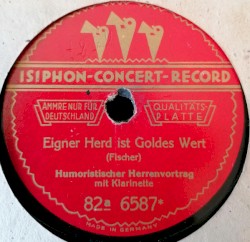 ISIPHON-CONCERT-RECORD
ANMRE NUR FÜR
DEUTSCHLAND
QUALITÄTS-
PLATTE
Eigner Herd ist Goldes Wert
(Fischer)
Humoristischer Herrenvortrag
mit Klarinette
82a 6587*
MADE IN GERMANY